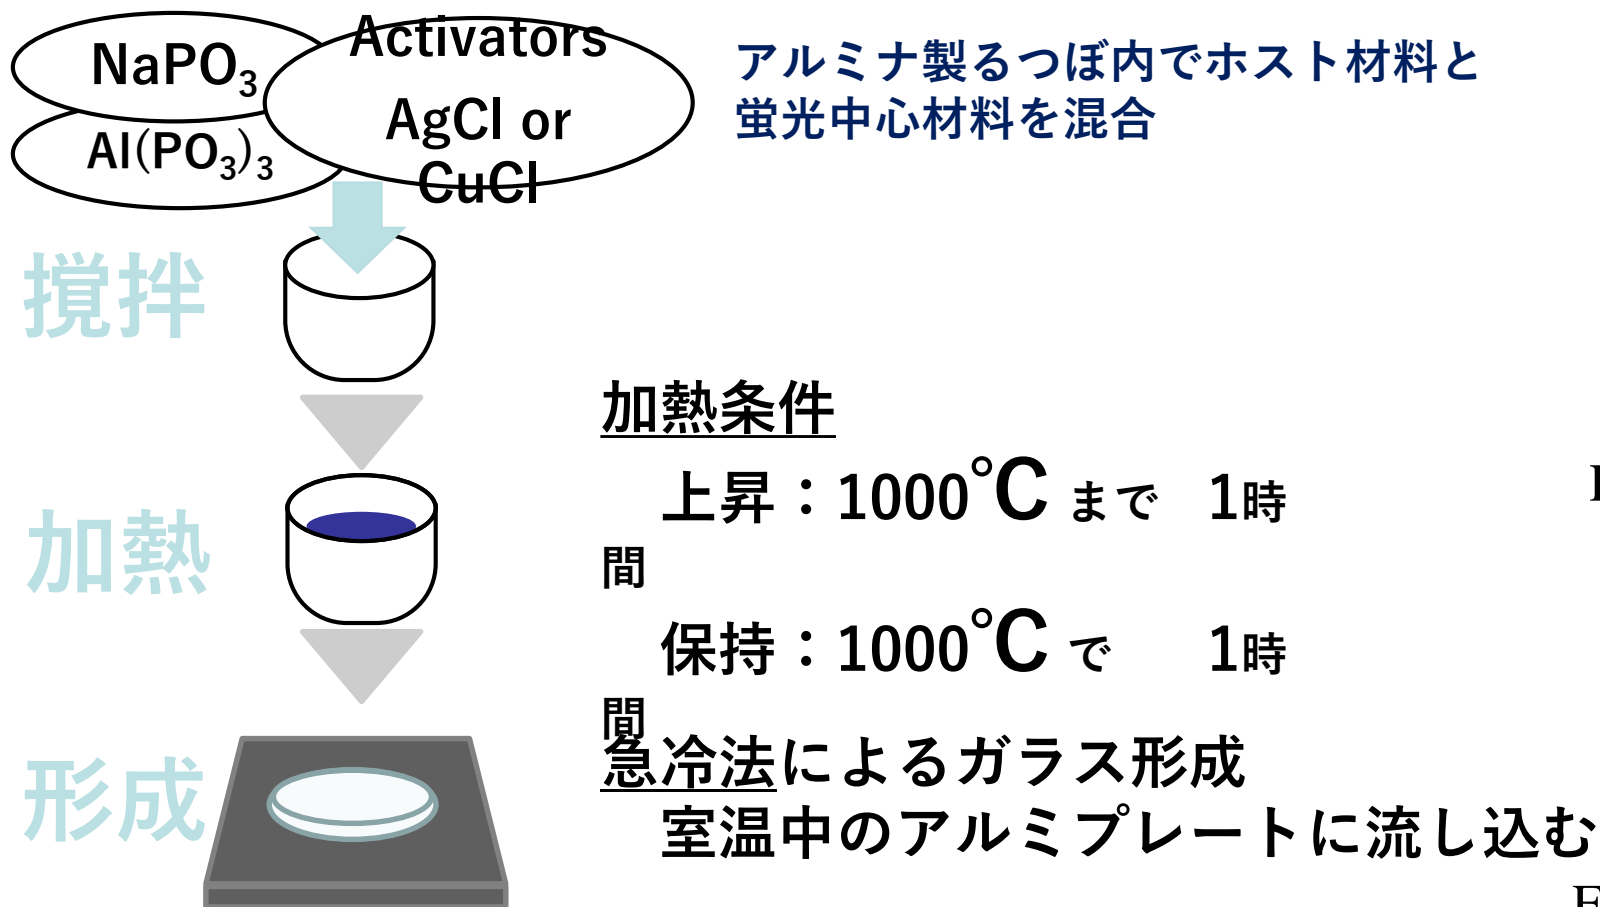 NaPO3
Al(PO3)3
Activators
AgCl or
CuCl
アルミナ製るつぼ内でホスト材料と
蛍光中心材料を混合
撹拌
加熱条件
上昇：1000℃ まで 1時
間
加熱
保持：1000℃ で 1時
間
急冷法によるガラス形成
形成
室温中のアルミプレートに流し込む